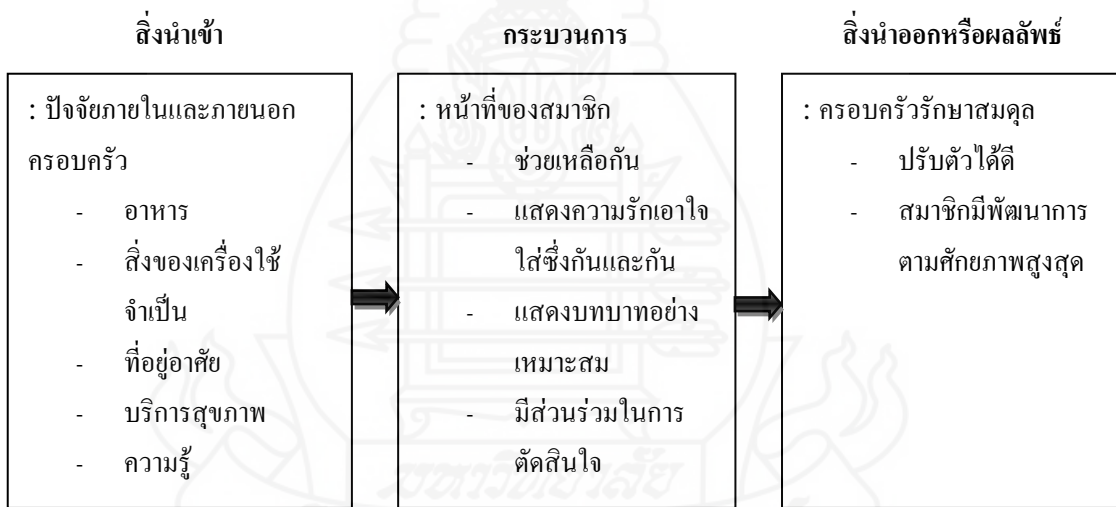 สิ่งนำเข้า
กระบวนการ
สิ่งนำออกหรือผลลัพธ์
: ปัจจัยภายในและภายนอก
ครอบครัว
- อาหาร
- สิ่งของเครื่องใช้
จำเป็น
- ที่อยู่อาศัย
- บริการสุขภาพ
- ความรู้
: หน้าที่ของสมาชิก
- ช่วยเหลือกัน
- แสดงความรักเอาใจ
ใส่ซึ่งกันและกัน
- แสดงบทบาทอย่าง
เหมาะสม
- มีส่วนร่วมในการ
ตัดสินใจ
: ครอบครัวรักษาสมดุล
- ปรับตัวได้ดี
- สมาชิกมีพัฒนาการ
ตามศักยภาพสูงสุด
มหาวิทยาลัย